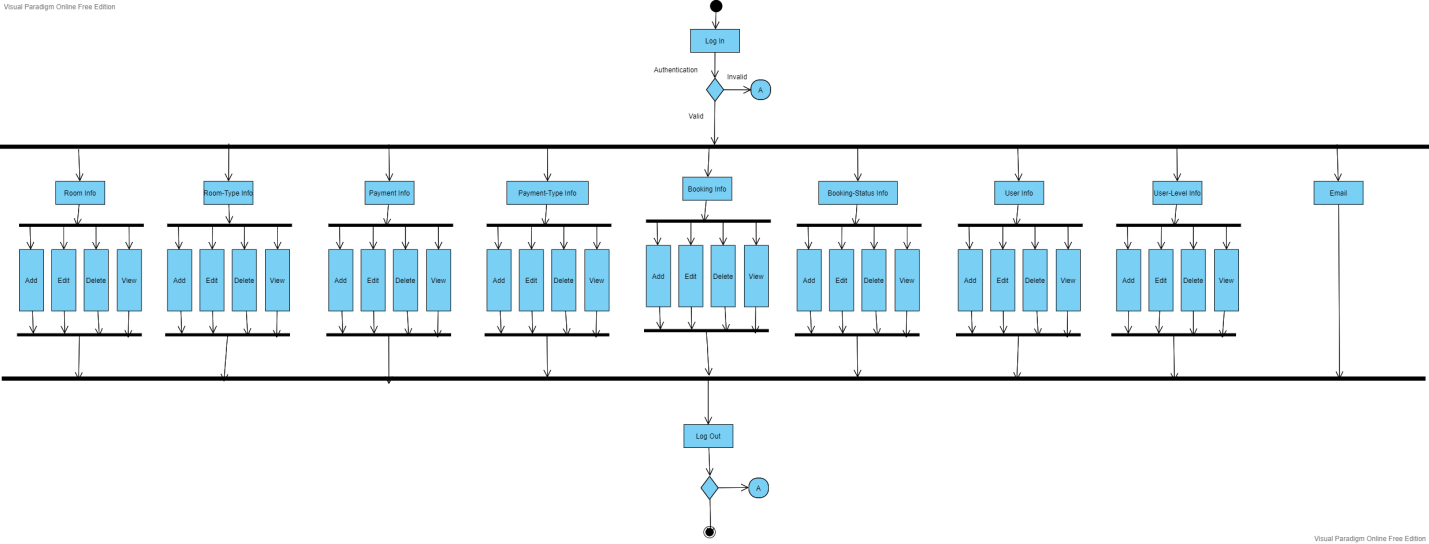 Visual Paradigm Online Free Edition
Log in
Authentication
Invalid
A
Valid
Room Info
Room-Type Info
Payment Info
Payment-Type Info
Booking Info
Booking-Status Info
User Info
User-Level Info
Email
Add Edit Delete View
Add Edit Delete View
Add Edit Delete View
Add Edit Delete View
Add Edit Delete View
Add Edit Delete View
Add Edit Delete View
Add Edit Delete View
Log Out
A
Visual Paradigm Online Free Edition